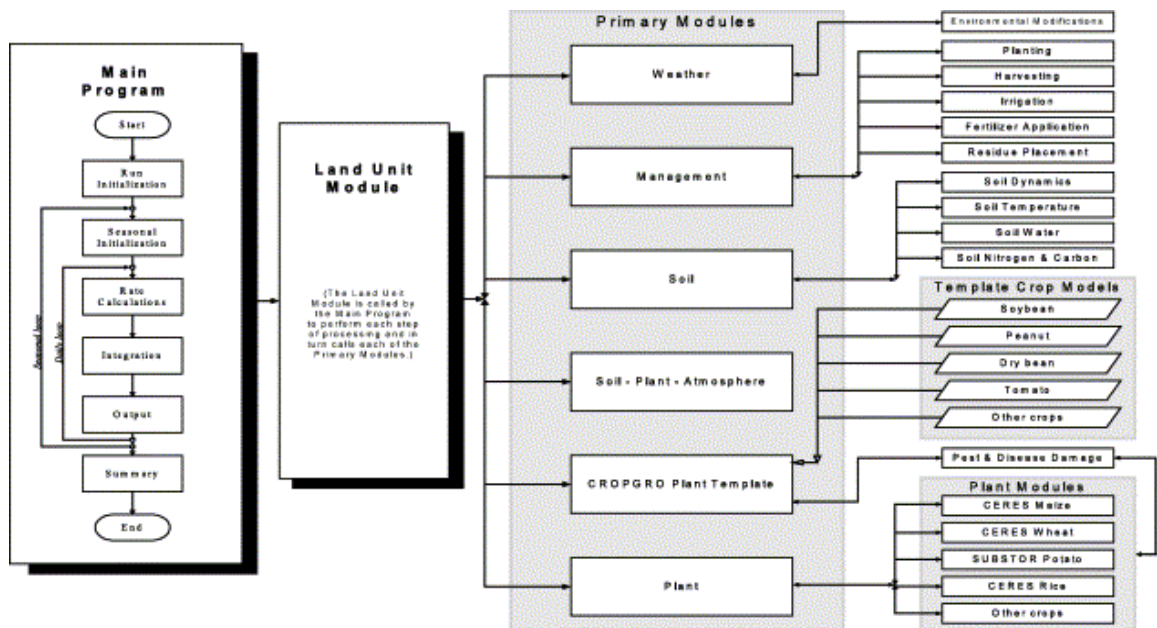 Main
Program
Start
Run
Initialization
Seasonal
Initialization
Rate
Calculations
Integration
Output
Summary
End
Seasonal loop
Daily loop
Land Unit
Module
(The Land Unit
Module is called by
the Main Program
to perform each step
of processing and in
turn calls each of the
Primary Modules.)
Primary Modules
Weather
Management
Soil
Soil - Plant - Atmosphere
CROPGRO Plant Template
Plant
Environmental Modifications
Planting
Harvesting
Irrigation
Fertilizer Application
Residue Placement
Soil Dynamics
Soil Temperature
Soil Water
Soil Nitrogen & Carbon
Template Crop Models
Soybean
Peanut
Dry bean
Tomato
Other crops
Pest & Disease Damage
Plant Modules
CERES Maize
CERES Wheat
SUBSTOR Potato
CERES Rice
Other crops